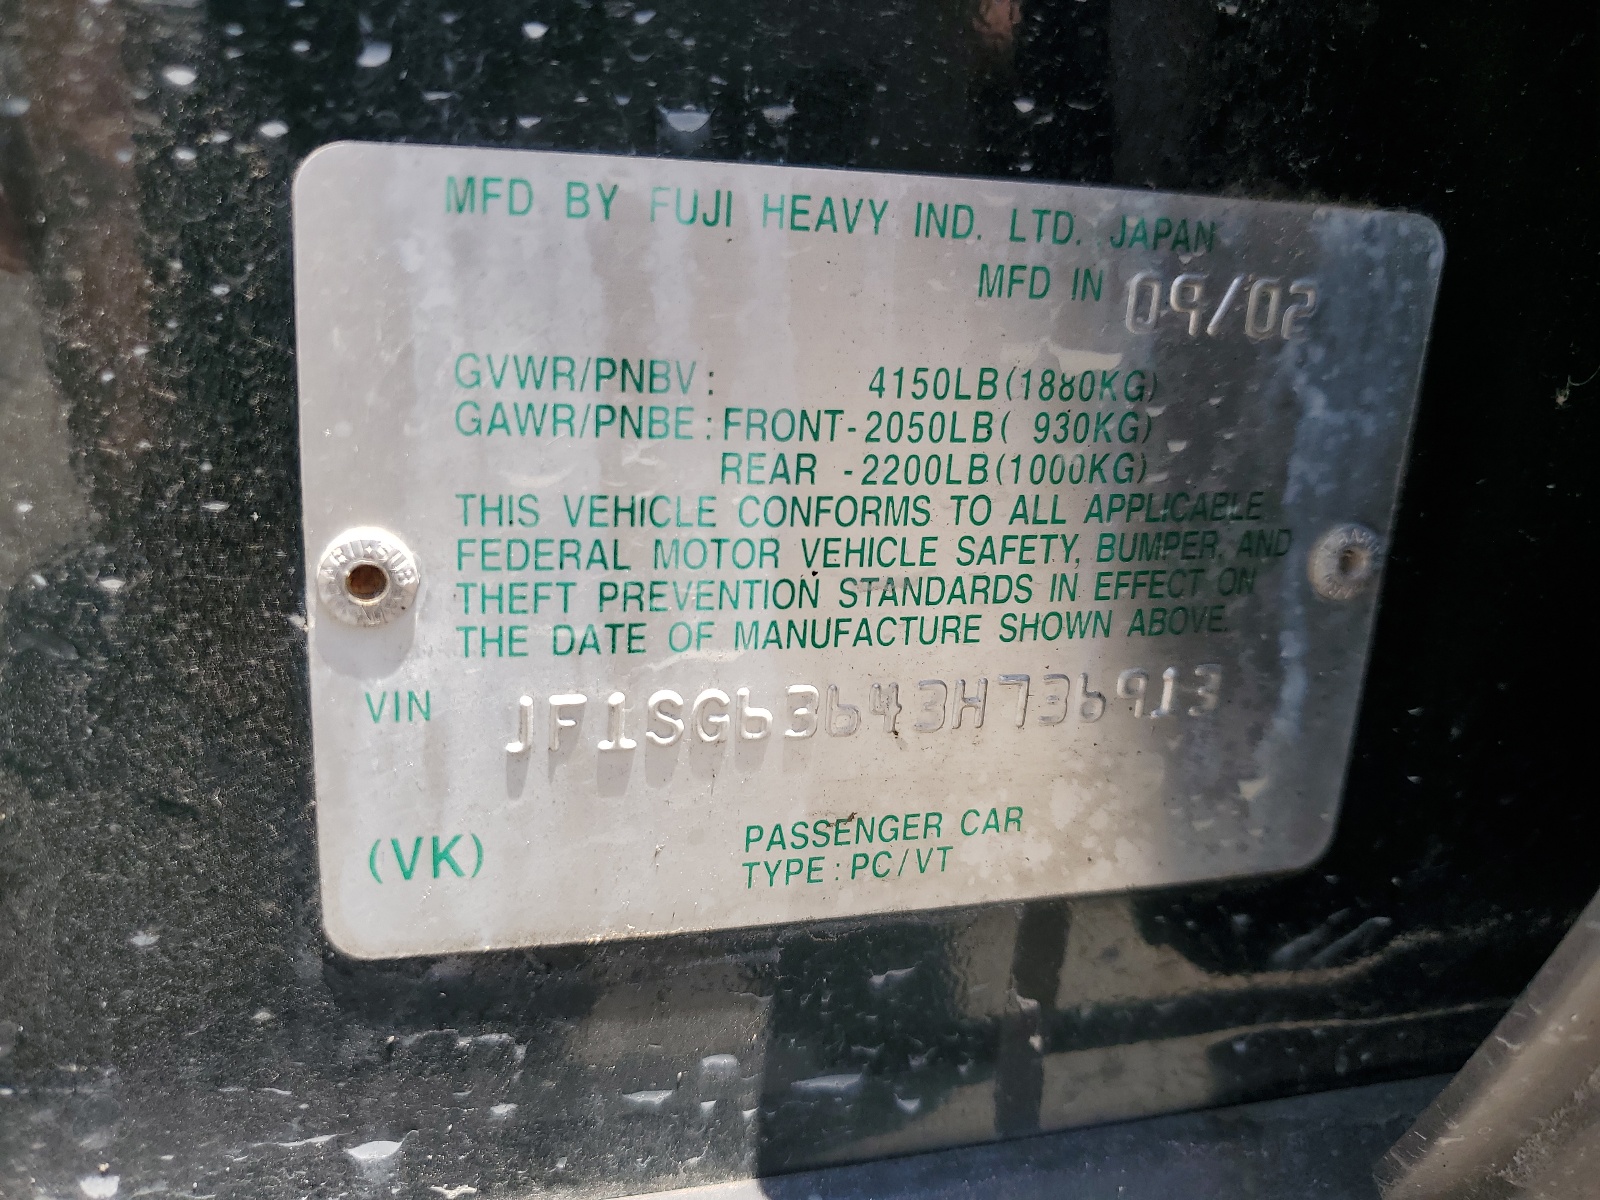 MFD BY FUJI HEAVY IND. LTD. JAPAN
MFD IN 09/02
GVWR/PNBV: 4150LB(1880KG)
GAWR/PNBE: FRONT-2050LB( 930KG)
REAR -2200LB(1000KG)
THIS VEHICLE CONFORMS TO ALL APPLICABLE
FEDERAL MOTOR VEHICLE SAFETY, BUMPER, AND
THEFT PREVENTION STANDARDS IN EFFECT ON
THE DATE OF MANUFACTURE SHOWN ABOVE.
VIN JF1SG63643H736913
(VK)
PASSENGER CAR
TYPE: PC/VT